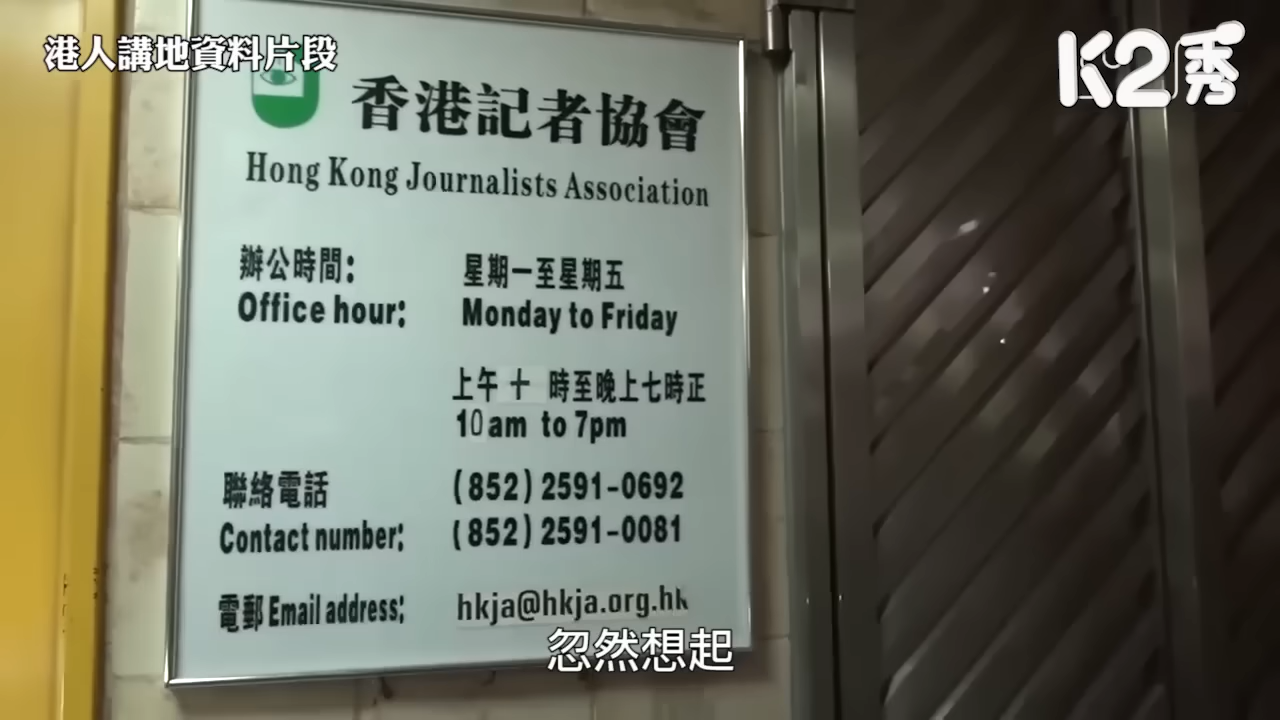 港人講地資料片段
K2秀
香港記者協會
Hong Kong Journalists Association
辦公時間:
星期一至星期五
Office hour:
Monday to Friday
上午十時至晚上七時正
10am to 7pm
聯絡電話
(852) 2591-0692
Contact number:
(852) 2591-0081
電郵 Email address:
hkja@hkja.org.hk
忽然想起